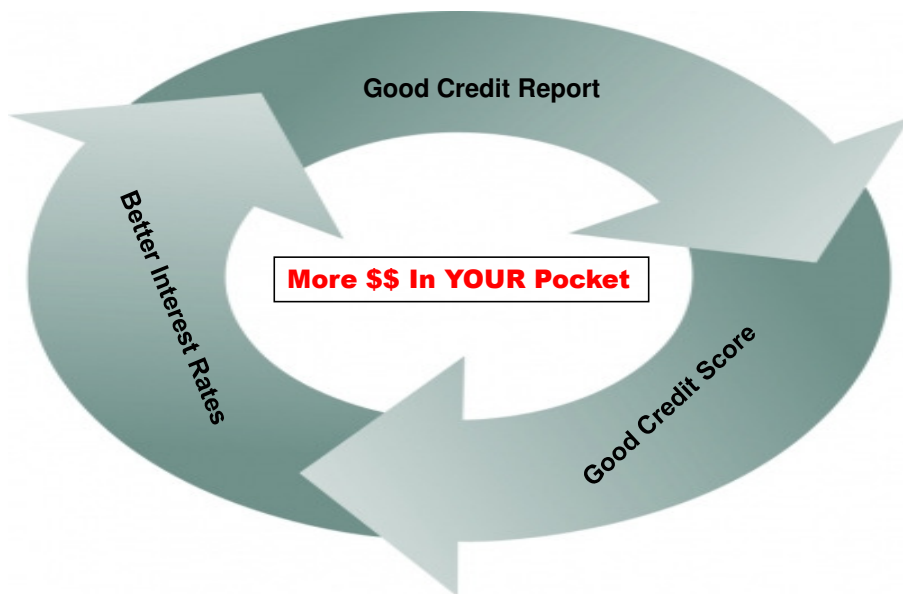 Good Credit Report
Good Credit Score
Better Interest Rates
More $$ In YOUR Pocket